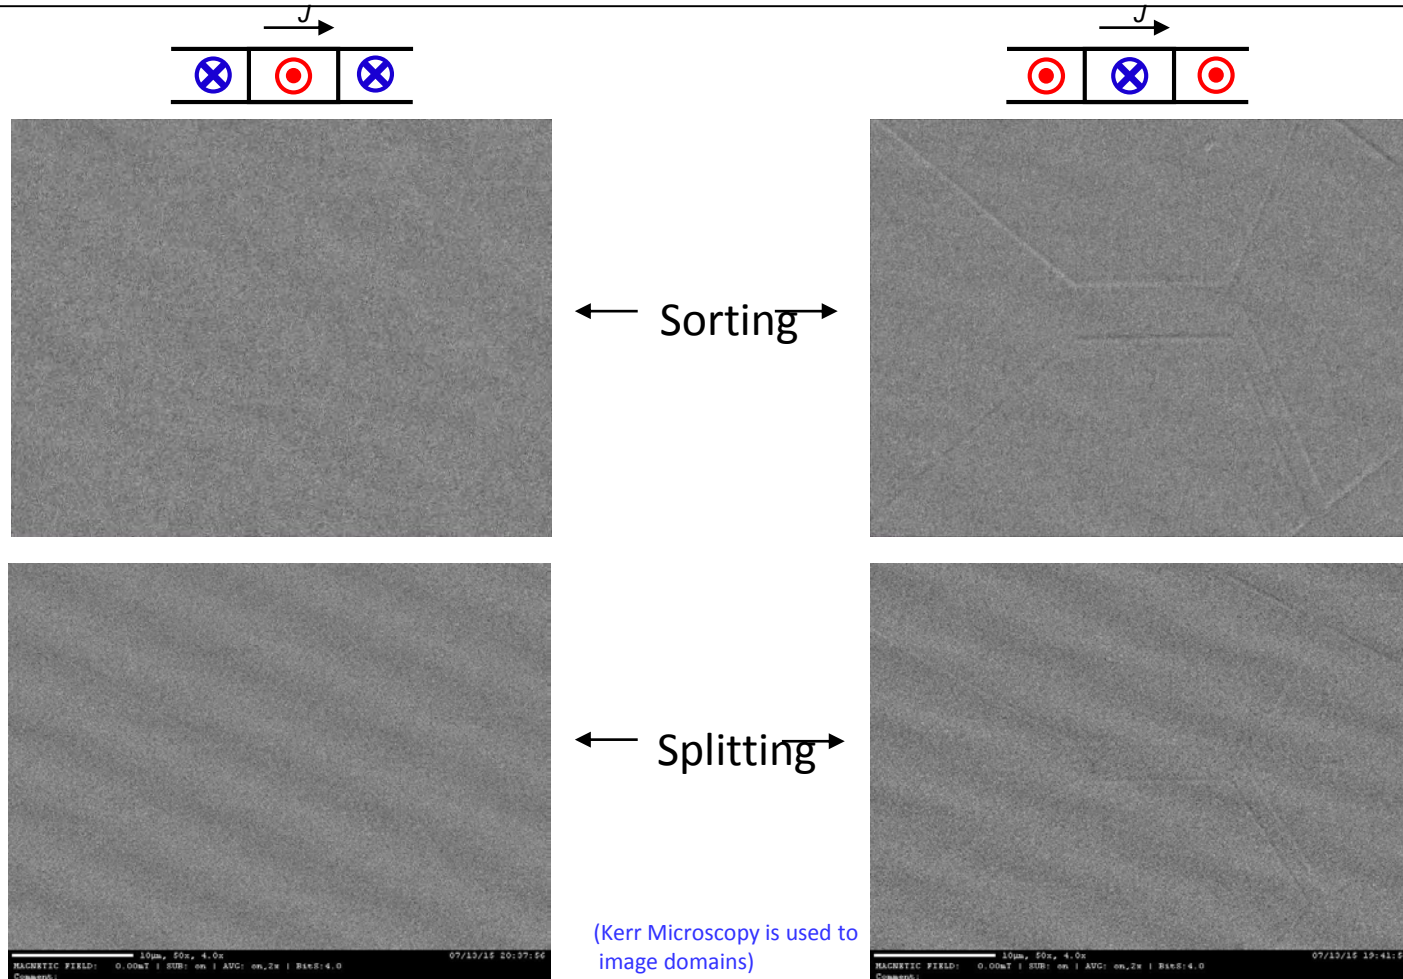 J
J
Sorting
Splitting
(Kerr Microscopy is used to
image domains)
10µm, 50x, 4.0x 07/13/15 20:37:56
MAGNETIC FIELD: 0.00mT | SUB: on | AVG: on,2x | BitS:4.0
Comment:
10µm, 50x, 4.0x 07/13/15 19:41:5
MAGNETIC FIELD: 0.00mT | SUB: on | AVG: on,2x | BitS:4.0
Comment: